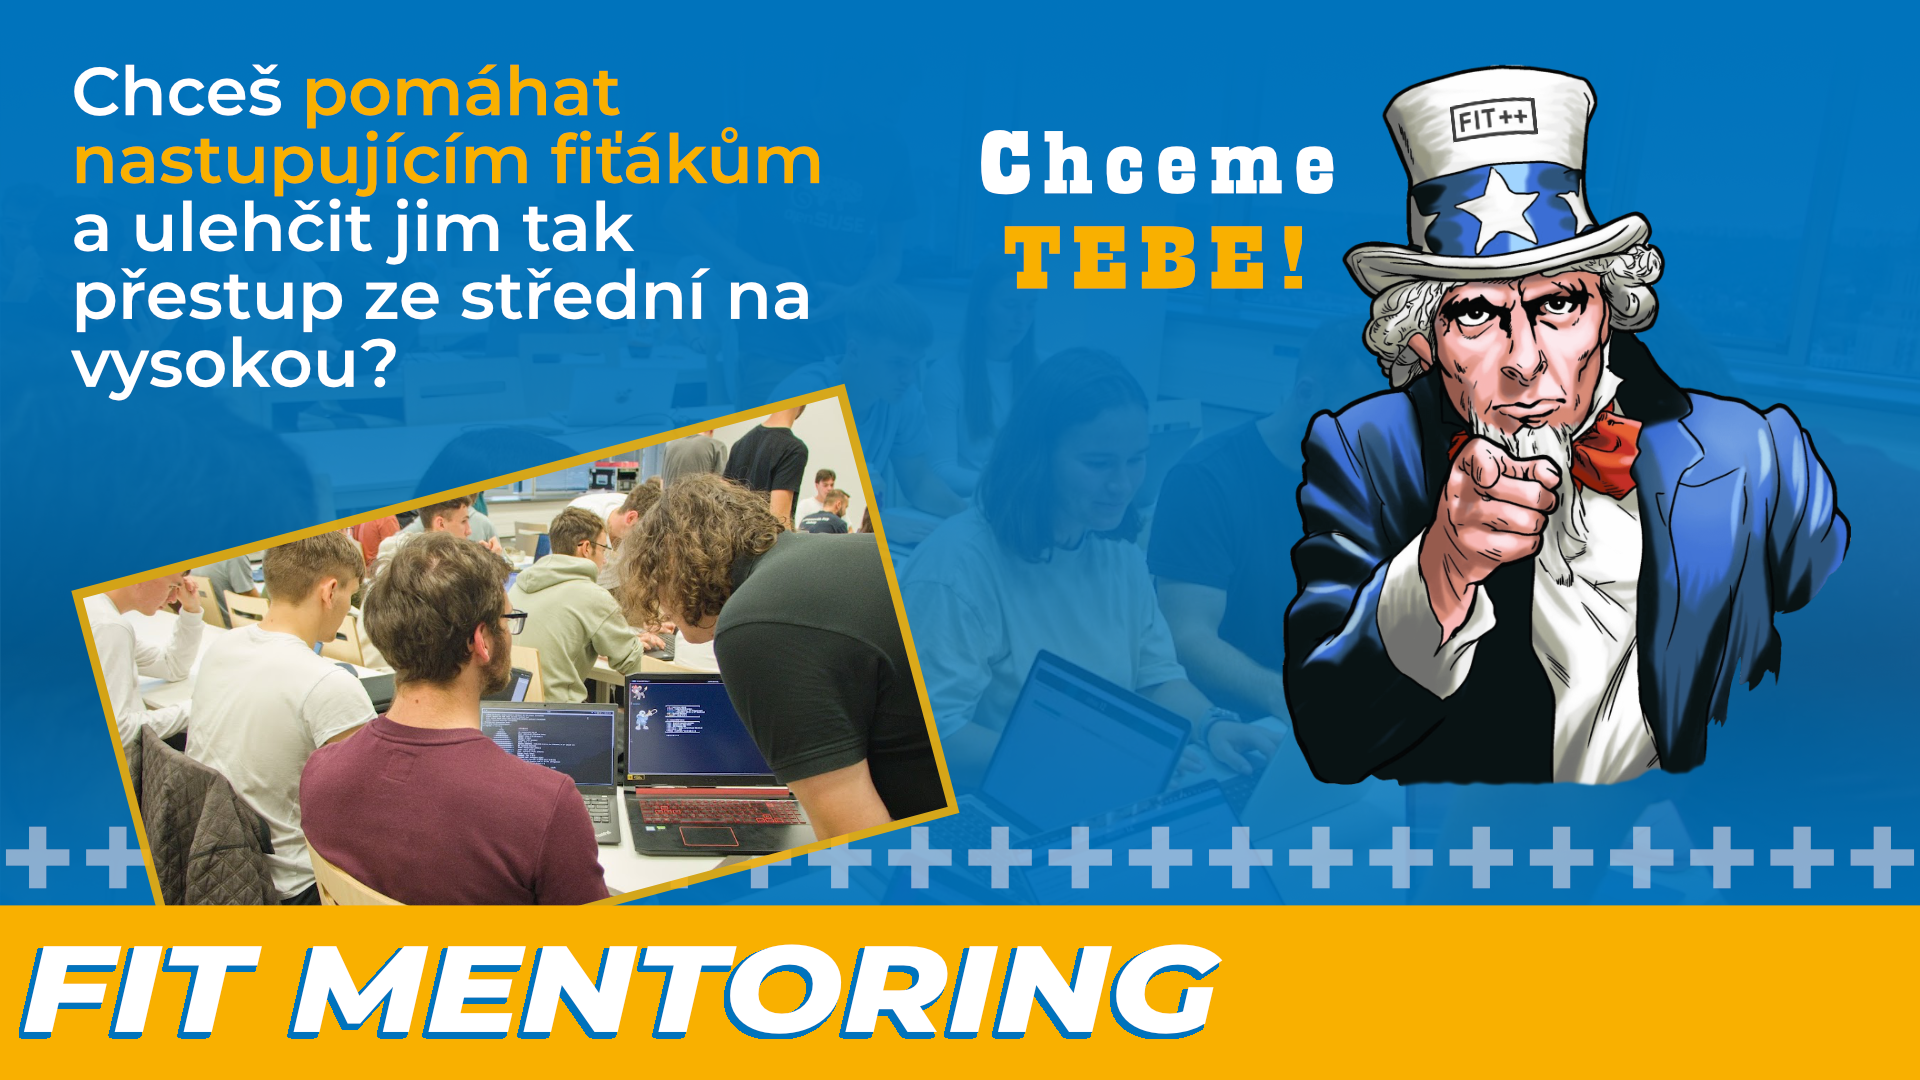 Chceš pomáhat
nastupujícím fiťákům
a ulehčit jim tak
přestup ze střední na
vysokou?
Chceme
TEBE!
FIT++
FIT MENTORING